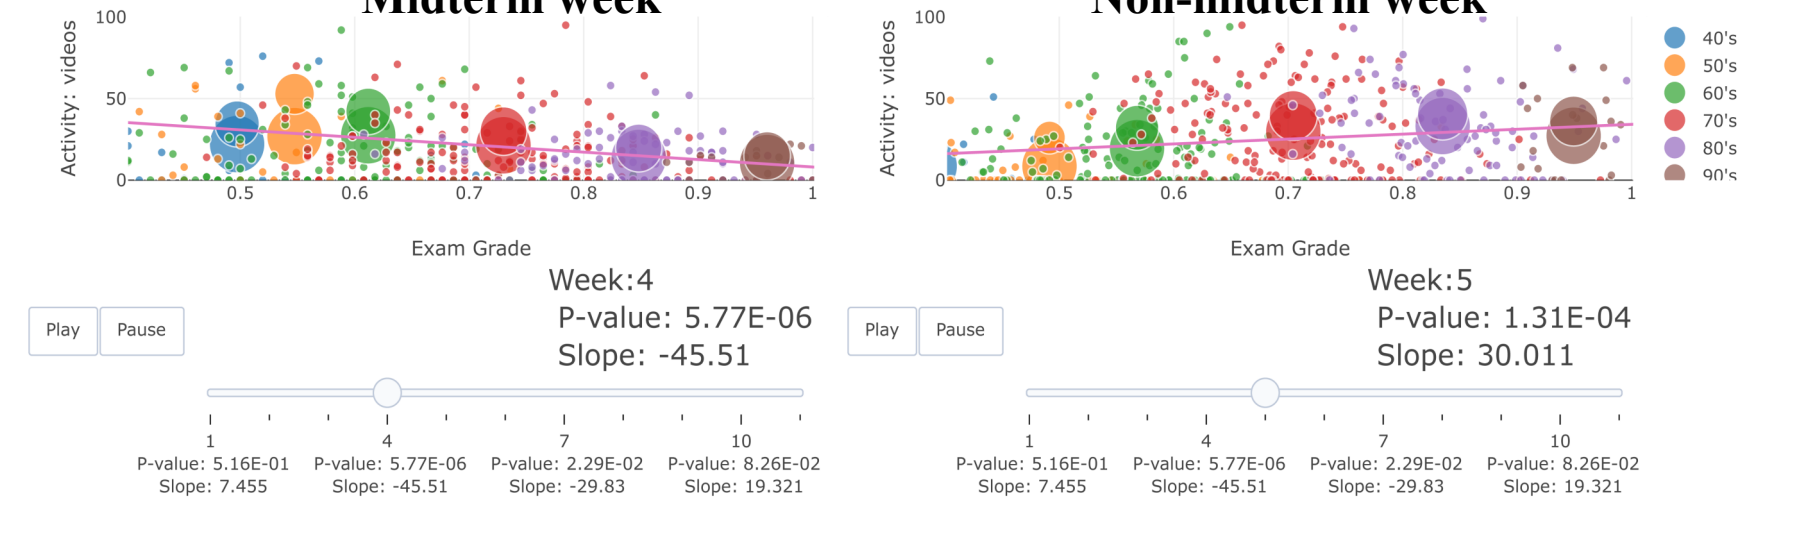 Midterm week
Non-midterm week
Activity: videos
100
50
0
0.5
0.6
0.7
0.8
0.9
1
Exam Grade
Week:4
P-value: 5.77E-06
Slope: -45.51
Play
Pause
1
4
7
10
P-value: 5.16E-01
Slope: 7.455
P-value: 5.77E-06
Slope: -45.51
P-value: 2.29E-02
Slope: -29.83
P-value: 8.26E-02
Slope: 19.321
Activity: videos
100
50
0
0.5
0.6
0.7
0.8
0.9
1
Exam Grade
Week:5
P-value: 1.31E-04
Slope: 30.011
Play
Pause
1
4
7
10
P-value: 5.16E-01
Slope: 7.455
P-value: 5.77E-06
Slope: -45.51
P-value: 2.29E-02
Slope: -29.83
P-value: 8.26E-02
Slope: 19.321
40's
50's
60's
70's
80's
90's